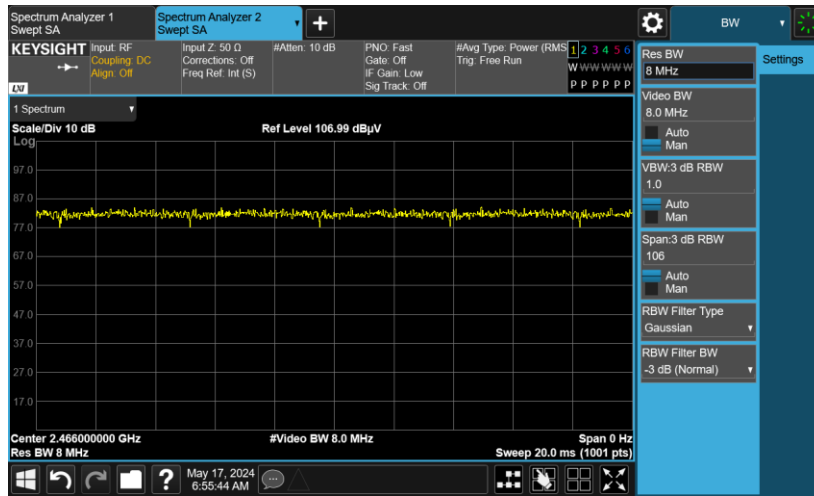 Spectrum Analyzer 1
Swept SA
Spectrum Analyzer 2
Swept SA
+
BW
KEYSIGHT
Input: RF
Coupling: DC
Align: Off
Input Z: 50 Ω
Corrections: Off
Freq Ref: Int (S)
#Atten: 10 dB
PNO: Fast
Gate: Off
IF Gain: Low
Sig Track: Off
#Avg Type: Power (RMS
Trig: Free Run
1 2 3 4 5 6
W W W W W W
P P P P P P
LXI
1 Spectrum
Scale/Div 10 dB
Ref Level 106.99 dBµV
Log
97.0
87.0
77.0
67.0
57.0
47.0
37.0
27.0
17.0
Center 2.466000000 GHz
#Video BW 8.0 MHz
Span 0 Hz
Res BW 8 MHz
Sweep 20.0 ms (1001 pts)
Res BW
8 MHz
Video BW
8.0 MHz
Auto
Man
VBW:3 dB RBW
1.0
Auto
Man
Span:3 dB RBW
106
Auto
Man
RBW Filter Type
Gaussian
RBW Filter BW
-3 dB (Normal)
Settings
?
May 17, 2024
6:55:44 AM